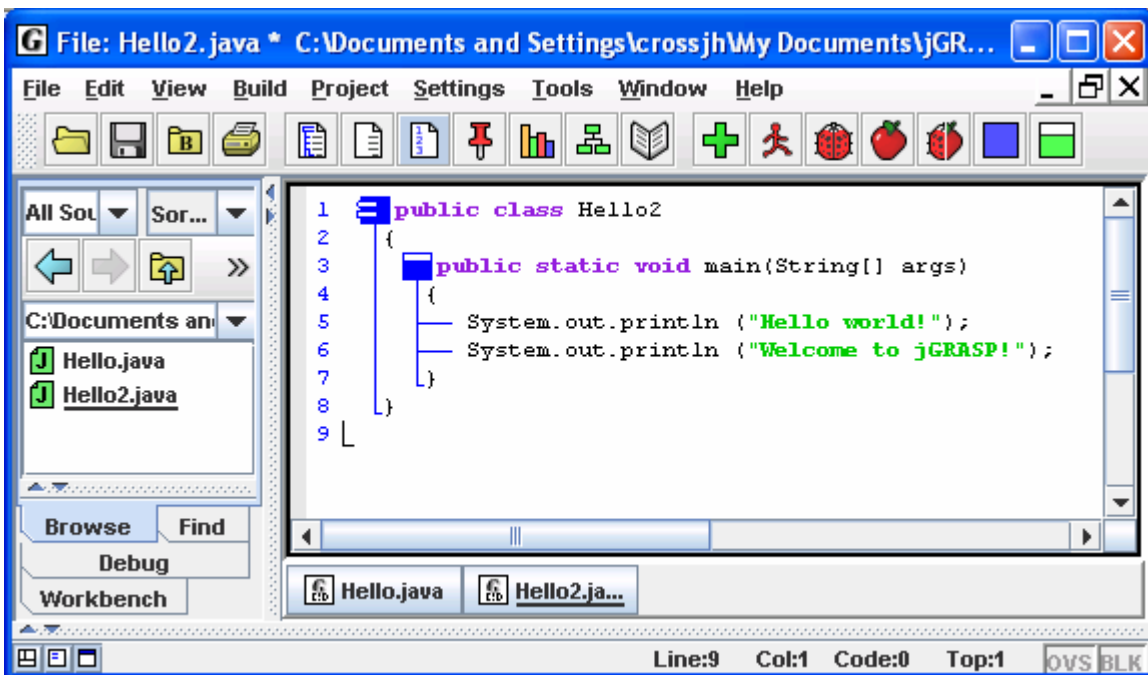 G File: Hello2.java * C:\Documents and Settings\crossjh\My Documents\jGR...
File Edit View Build Project Settings Tools Window Help
B
All Sou Sor...
C:\Documents an
J Hello.java
J Hello2.java
Browse Find
Debug
Workbench
1 public class Hello2
2 {
3 public static void main(String[] args)
4 {
5 System.out.println ("Hello world!");
6 System.out.println ("Welcome to jGRASP!");
7 }
8 }
9
Hello.java Hello2.ja...
Line:9 Col:1 Code:0 Top:1 OVS BLK